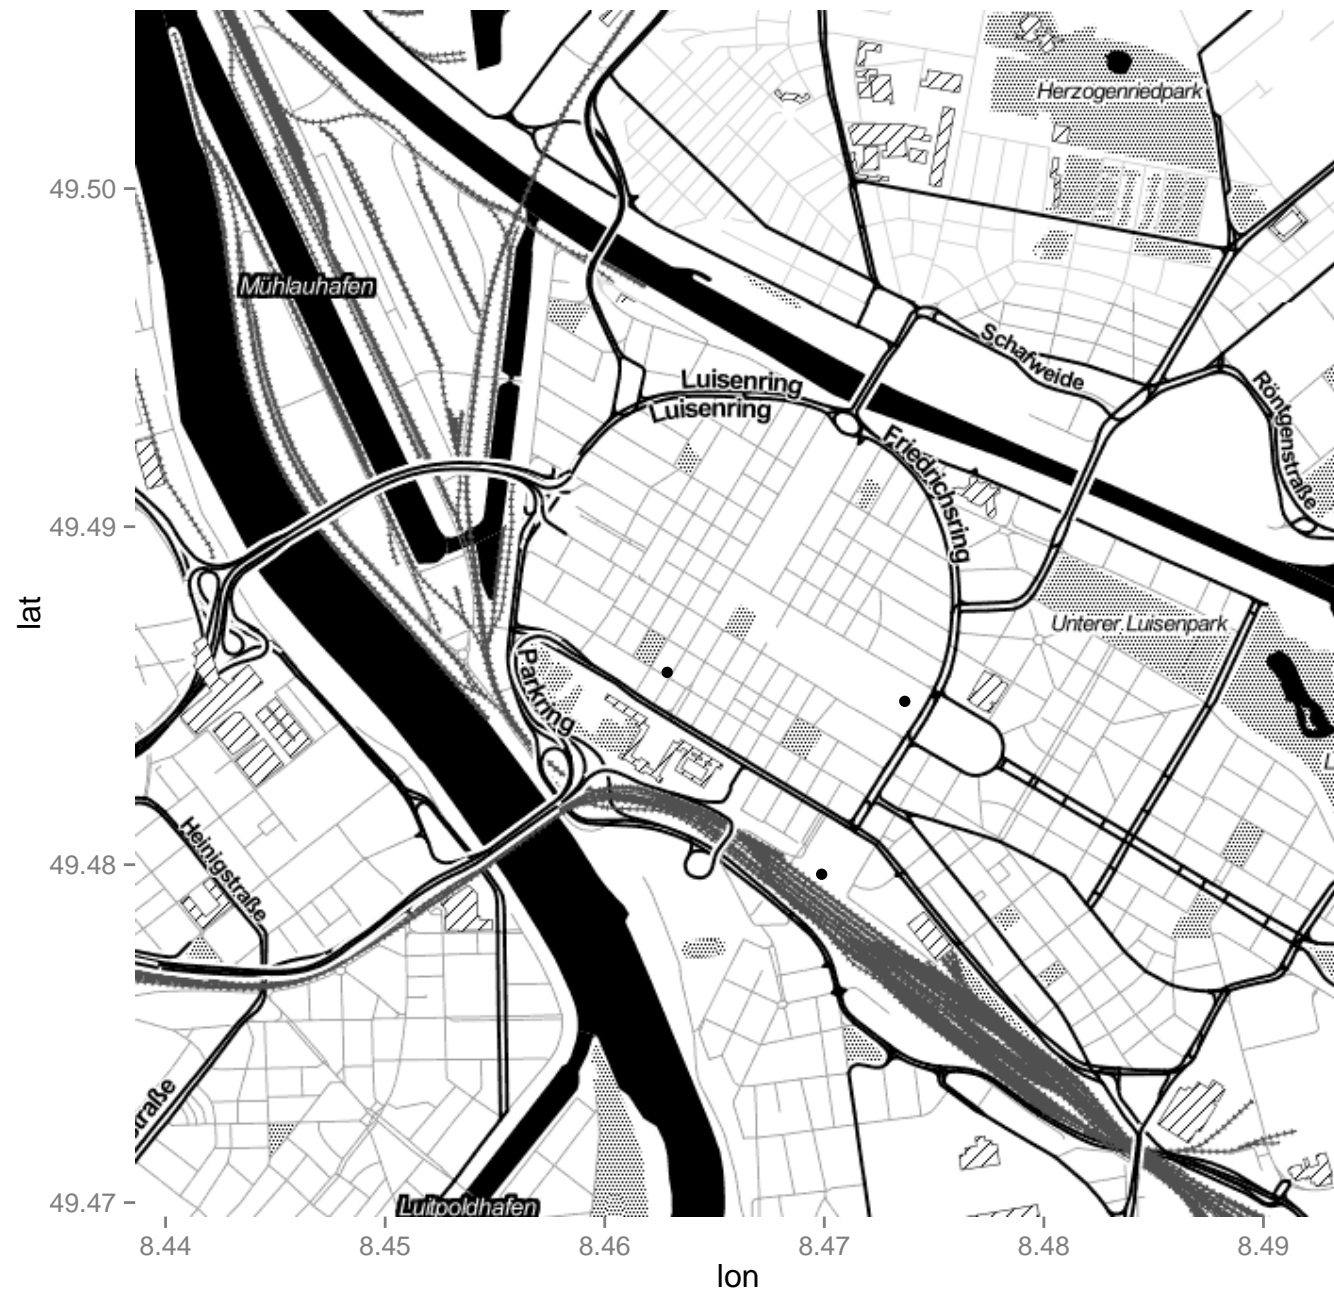 Herzogenriedpark
49.50
Mühlauhafen
Schafweide
Luisenring
Luisenring
Röntgenstraße
Friedrichsring
49.49
lat
Unterer Luisenpark
Parkring
L
Heinigstraße
49.48
straße
49.47
Luitpoldhafen
8.44 8.45 8.46 8.47 8.48 8.49
lon